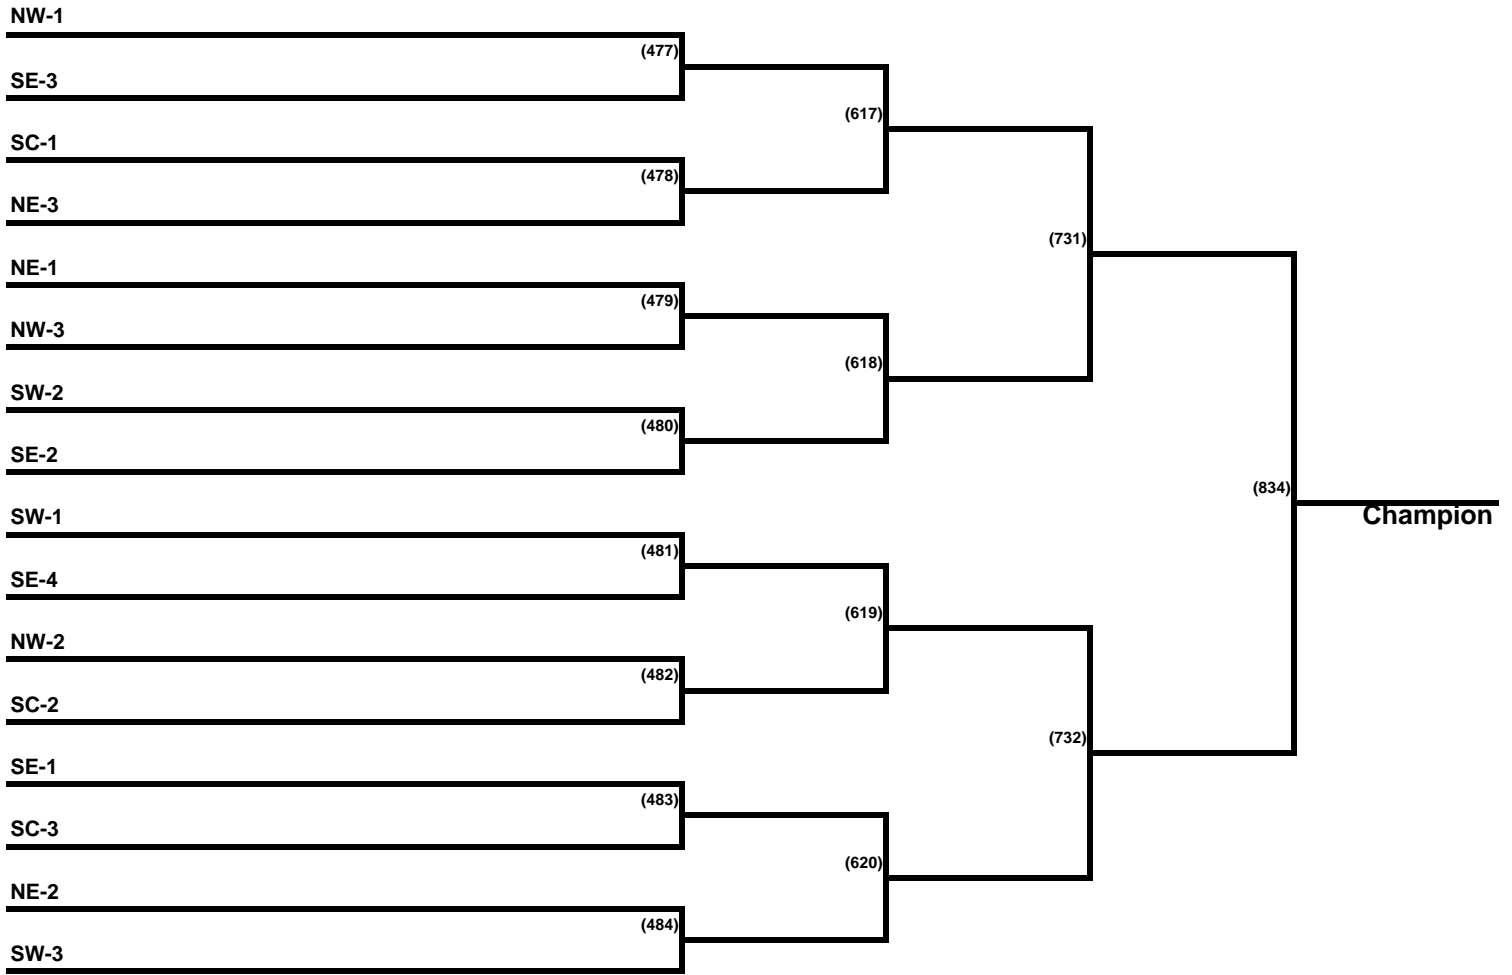 NW-1
(477)
SE-3
(617)
SC-1
(478)
NE-3
(731)
NE-1
(479)
NW-3
(618)
SW-2
(480)
SE-2
(834)
Champion
SW-1
(481)
SE-4
(619)
NW-2
(482)
SC-2
(732)
SE-1
(483)
SC-3
(620)
NE-2
(484)
SW-3